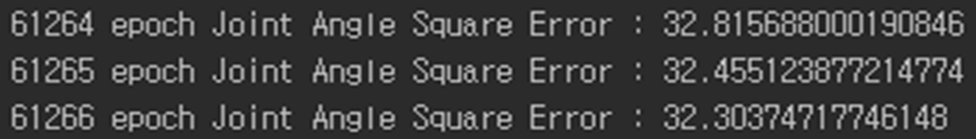 61264 epoch Joint Angle Square Error : 32.815688000190846
61265 epoch Joint Angle Square Error : 32.455123877214774
61266 epoch Joint Angle Square Error : 32.30374717746148